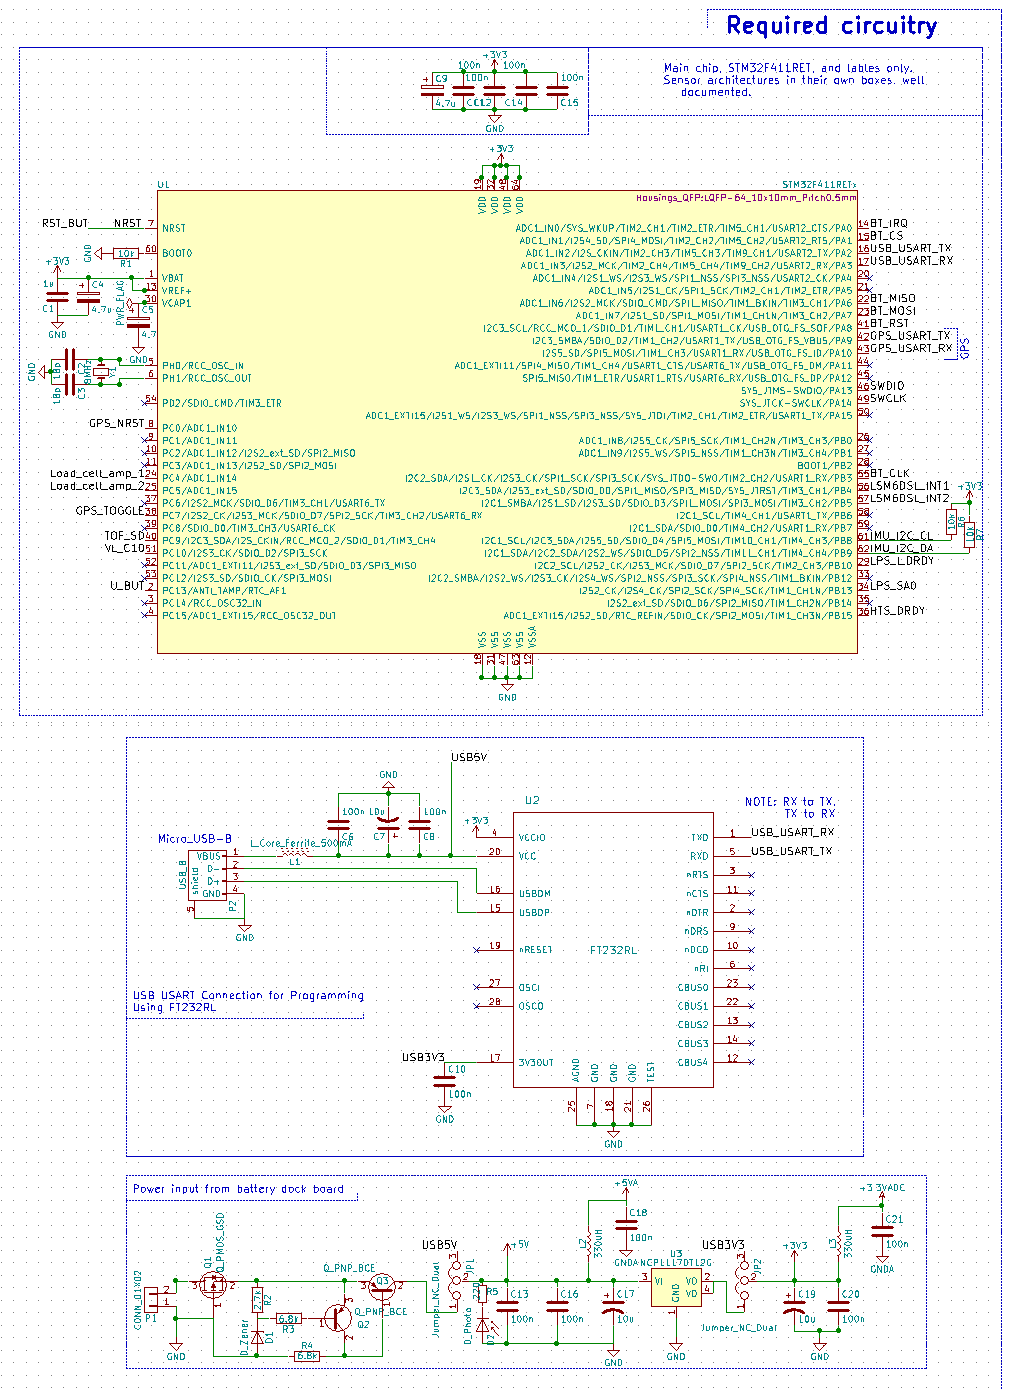 Required circuitry
Main chip, STM32F411RET, and lables only.
Sensor architectures in their own boxes, well
documented.
+3V3
100n 100n
C9 100n 100n
4.7u C12 C14 C15
GND
+3V3
U1
STM32F411RETx
Housings_QFP:LQFP-64_10x10mm_Pitch0.5mm
19 32 48 64
VDD VDD VDD VDD
RST_BUT NRST 7 NRST
GND 10k R1 60 BOOT0
+3V3
1 VBAT
13 VREF+
30 VCAP1
1u C1 C4 4.7u PWR_FLAG C5 4.7
GND GND
GND 18p C2 8MHz Y1 18p C3
5 PH0/RCC_OSC_IN
6 PH1/RCC_OSC_OUT
54 PD2/SDIO_CMD/TIM3_ETR
GPS_NRST 8 PC0/ADC1_IN10
9 PC1/ADC1_IN11
10 PC2/ADC1_IN12/I2S2_ext_SD/SPI2_MISO
11 PC3/ADC1_IN13/I2S2_SD/SPI2_MOSI
Load_cell_amp_1 24 PC4/ADC1_IN14
Load_cell_amp_2 25 PC5/ADC1_IN15
37 PC6/I2S2_MCK/SDIO_D6/TIM3_CH1/USART6_TX
GPS_TOGGLE 38 PC7/I2S3_MCK/SDIO_D7/SPI2_SCK/TIM3_CH2/USART6_RX
39 PC8/SDIO_D0/TIM3_CH3/USART6_CK
TOF_SD 40 PC9/I2C3_SDA/I2S_CKIN/RCC_MCO_2/SDIO_D1/TIM3_CH4
VL_C10 51 PC10/I2S3_CK/SDIO_D2/SPI3_SCK
52 PC11/ADC1_EXTI11/I2S3_ext_SD/SDIO_D3/SPI3_MISO
53 PC12/I2S3_SD/SDIO_CK/SPI3_MOSI
U_BUT 2 PC13/ANTI_TAMP/RTC_AF1
3 PC14/RCC_OSC32_IN
4 PC15/ADC1_EXTI15/RCC_OSC32_OUT
ADC1_IN0/SYS_WKUP/TIM2_CH1/TIM2_ETR/TIM5_CH1/USART2_CTS/PA0 14 BT_IRQ
ADC1_IN1/I2S4_SD/SPI4_MOSI/TIM2_CH2/TIM5_CH2/USART2_RTS/PA1 15 BT_CS
ADC1_IN2/I2S_CKIN/TIM2_CH3/TIM5_CH3/TIM9_CH1/USART2_TX/PA2 16 USB_USART_TX
ADC1_IN3/I2S2_MCK/TIM2_CH4/TIM5_CH4/TIM9_CH2/USART2_RX/PA3 17 USB_USART_RX
ADC1_IN4/I2S1_WS/I2S3_WS/SPI1_NSS/SPI3_NSS/USART2_CK/PA4 20
ADC1_IN5/I2S1_CK/SPI1_SCK/TIM2_CH1/TIM2_ETR/PA5 21
ADC1_IN6/I2S2_MCK/SDIO_CMD/SPI1_MISO/TIM1_BKIN/TIM3_CH1/PA6 22 BT_MISO
ADC1_IN7/I2S1_SD/SPI1_MOSI/TIM1_CH1N/TIM3_CH2/PA7 23 BT_MOSI
I2C3_SCL/RCC_MCO_1/SDIO_D1/TIM1_CH1/USART1_CK/USB_OTG_FS_SOF/PA8 41 BT_RST
I2C3_SMBA/SDIO_D2/TIM1_CH2/USART1_TX/USB_OTG_FS_VBUS/PA9 42 GPS_USART_TX
I2S5_SD/SPI5_MOSI/TIM1_CH3/USART1_RX/USB_OTG_FS_ID/PA10 43 GPS_USART_RX
GPS
ADC1_EXTI11/SPI4_MISO/TIM1_CH4/USART1_CTS/USART6_TX/USB_OTG_FS_DM/PA11 44
SPI5_MISO/TIM1_ETR/USART1_RTS/USART6_RX/USB_OTG_FS_DP/PA12 45
SYS_JTMS-SWDIO/PA13 46 SWDIO
SYS_JTCK-SWCLK/PA14 49 SWCLK
ADC1_EXTI15/I2S1_WS/I2S3_WS/SPI1_NSS/SPI3_NSS/SYS_JTDI/TIM2_CH1/TIM2_ETR/USART1_TX/PA15 50
ADC1_IN8/I2S5_CK/SPI5_SCK/TIM1_CH2N/TIM3_CH3/PB0 26
ADC1_IN9/I2S5_WS/SPI5_NSS/TIM1_CH3N/TIM3_CH4/PB1 27
BOOT1/PB2 28
I2C2_SDA/I2S1_CK/I2S3_CK/SPI1_SCK/SPI3_SCK/SYS_JTDO-SWO/TIM2_CH2/USART1_RX/PB3 55 BT_CLK
I2C3_SDA/I2S3_ext_SD/SDIO_D0/SPI1_MISO/SPI3_MISO/SYS_JTRST/TIM3_CH1/PB4 56 LSM6DSL_INT1
I2C1_SMBA/I2S1_SD/I2S3_SD/SDIO_D3/SPI1_MOSI/SPI3_MOSI/TIM3_CH2/PB5 57 LSM6DSL_INT2
I2C1_SCL/TIM4_CH1/USART1_TX/PB6 58
I2C1_SDA/SDIO_D0/TIM4_CH2/USART1_RX/PB7 59
I2C1_SCL/I2C3_SDA/I2S5_SD/SDIO_D4/SPI5_MOSI/TIM10_CH1/TIM4_CH3/PB8 61 IMU_I2C_CL
I2C1_SDA/I2C2_SDA/I2S2_WS/SDIO_D5/SPI2_NSS/TIM11_CH1/TIM4_CH4/PB9 62 IMU_I2C_DA
I2C2_SCL/I2S2_CK/I2S3_MCK/SDIO_D7/SPI2_SCK/TIM2_CH3/PB10 29 LPS_I_DRDY
I2C2_SMBA/I2S2_WS/I2S3_CK/I2S4_WS/SPI2_NSS/SPI3_SCK/SPI4_NSS/TIM1_BKIN/PB12 33
I2S2_CK/I2S4_CK/SPI2_SCK/SPI4_SCK/TIM1_CH1N/PB13 34 LPS_SA0
I2S2_ext_SD/SDIO_D6/SPI2_MISO/TIM1_CH2N/PB14 35
ADC1_EXTI15/I2S2_SD/RTC_REFIN/SDIO_CK/SPI2_MOSI/TIM1_CH3N/PB15 36 HTS_DRDY
+3V3
10k R6 10k R7
VSS VSS VSS VSS VSSA
18 31 47 63 12
GND
USB5V
GND
100n 10u 100n
C6 C7 C8
Micro_USB-B
L_Core_Ferrite_500mA
L1
USB_B shield
VBUS 1
D- 2
D+ 3
GND 4
5 P2
GND
U2
+3V3
4 VCCIO
20 VCC
16 USBDM
15 USBDP
19 nRESET
27 OSCI
28 OSCO
17 3V3OUT
FT232RL
NOTE: RX to TX,
TX to RX
TXD 1 USB_USART_RX
RXD 5 USB_USART_TX
nRTS 3
nCTS 11
nDTR 2
nDRS 9
nDCD 10
nRI 6
CBUS0 23
CBUS1 22
CBUS2 13
CBUS3 14
CBUS4 12
USB USART Connection for Programming
Using FT232RL
USB3V3
C10
100n
GND
AGND GND GND GND TEST
25 7 18 21 26
GND
Power input from battery dock board
CONN_01X02
P1
2
1
GND
Q1
Q_PMOS_GSD
2.7k R2
D_Zener D1
6.8k
R3
R4
6.8k
Q_PNP_BCE
Q3
Q_PNP_BCE
Q2
USB5V
JP1
Jumper_NC_Dual
+5V
R5
D_Photo D2
C13
100n
C16
100n
C17
10u
GND
L2 330uH
+5VA
C18
100n
GNDA
U3
NCP1117DT12G
VI VO
GND VO
GND
USB3V3
JP2
Jumper_NC_Dual
+3V3
C19
10u
C20
100n
GND
L3 330uH
+3.3VADC
C21
100n
GNDA